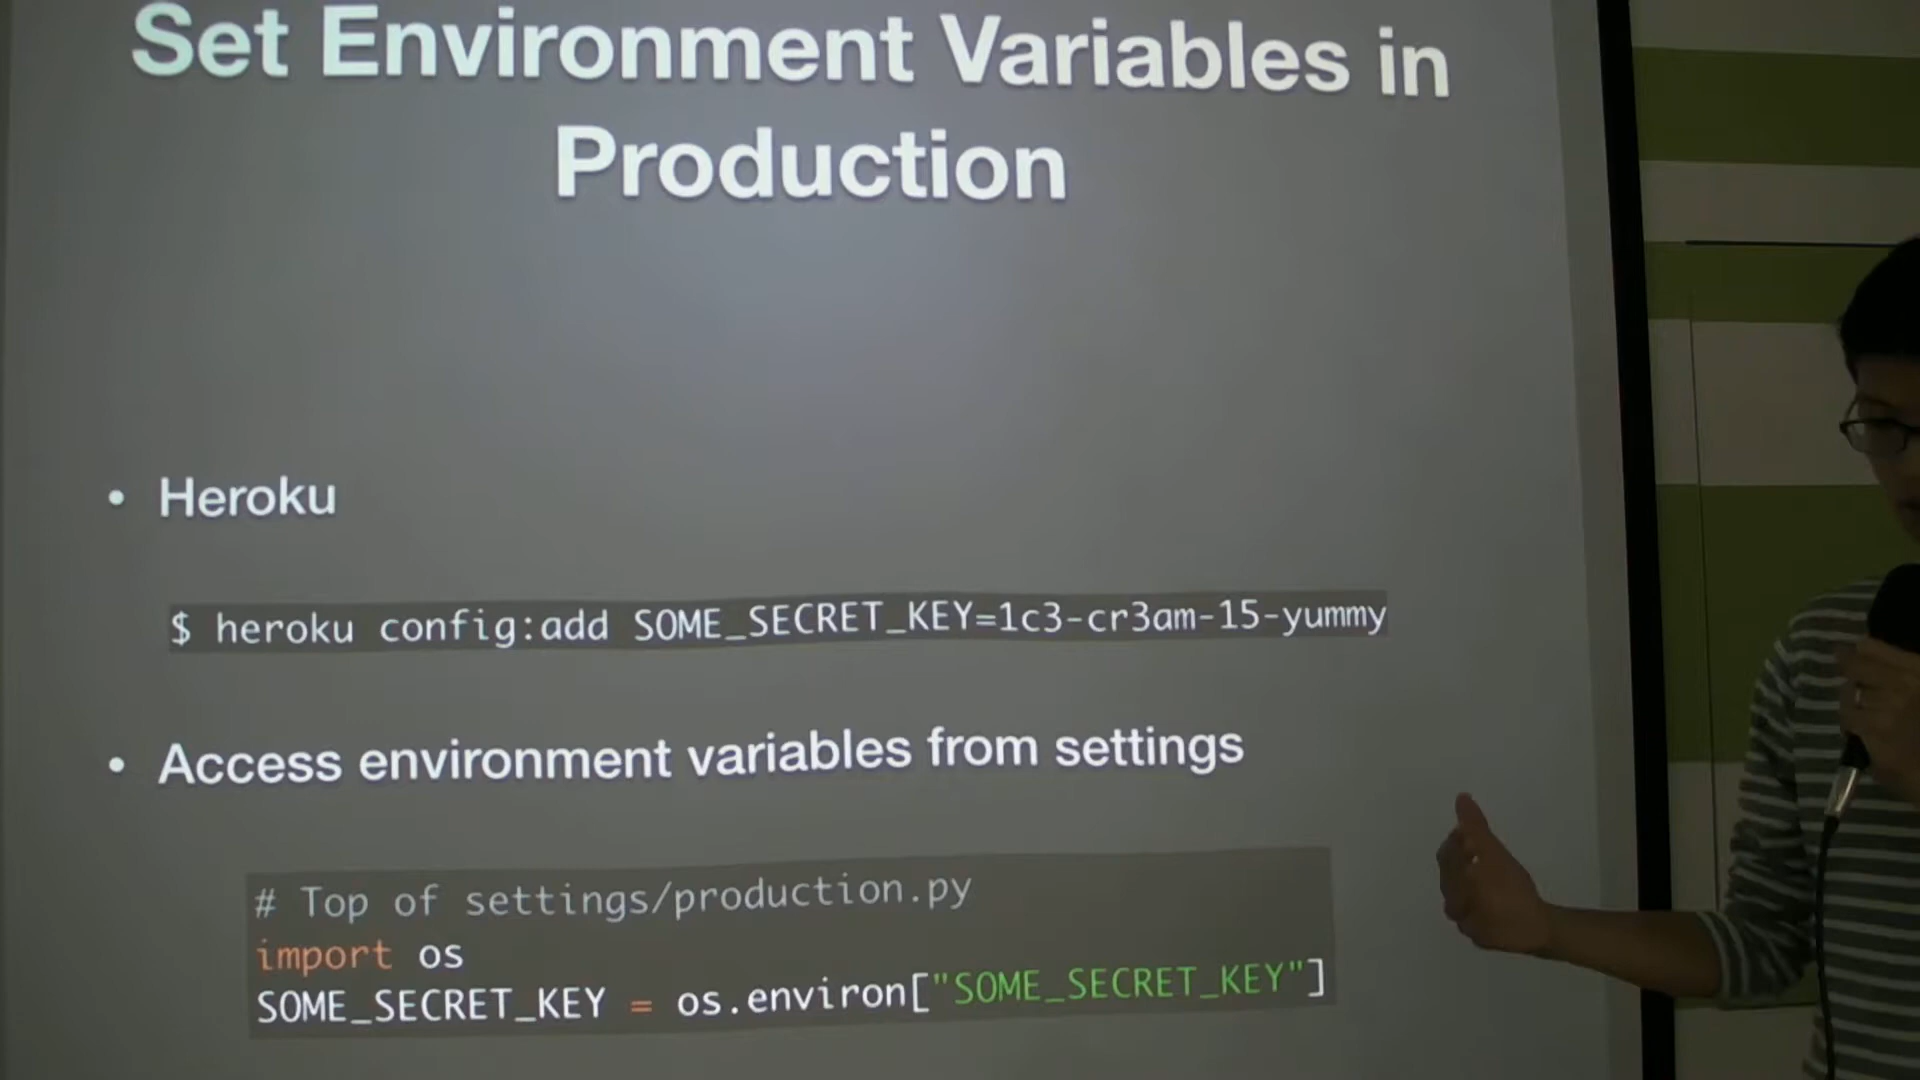 Set Environment Variables in
Production
• Heroku
$ heroku config:add SOME_SECRET_KEY=1c3-cr3am-15-yummy
• Access environment variables from settings
# Top of settings/production.py
import os
SOME_SECRET_KEY = os.environ["SOME_SECRET_KEY"]